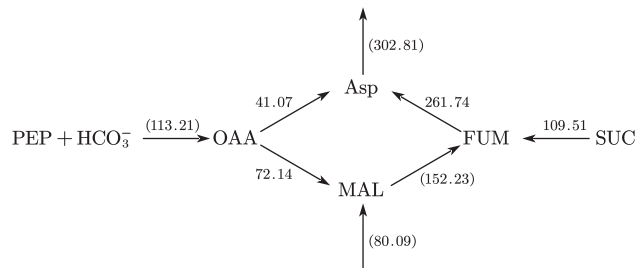 (302.81)
Asp
41.07 261.74
PEP + HCO₃⁻ (113.21) OAA FUM 109.51 SUC
72.14 (152.23)
MAL
(80.09)